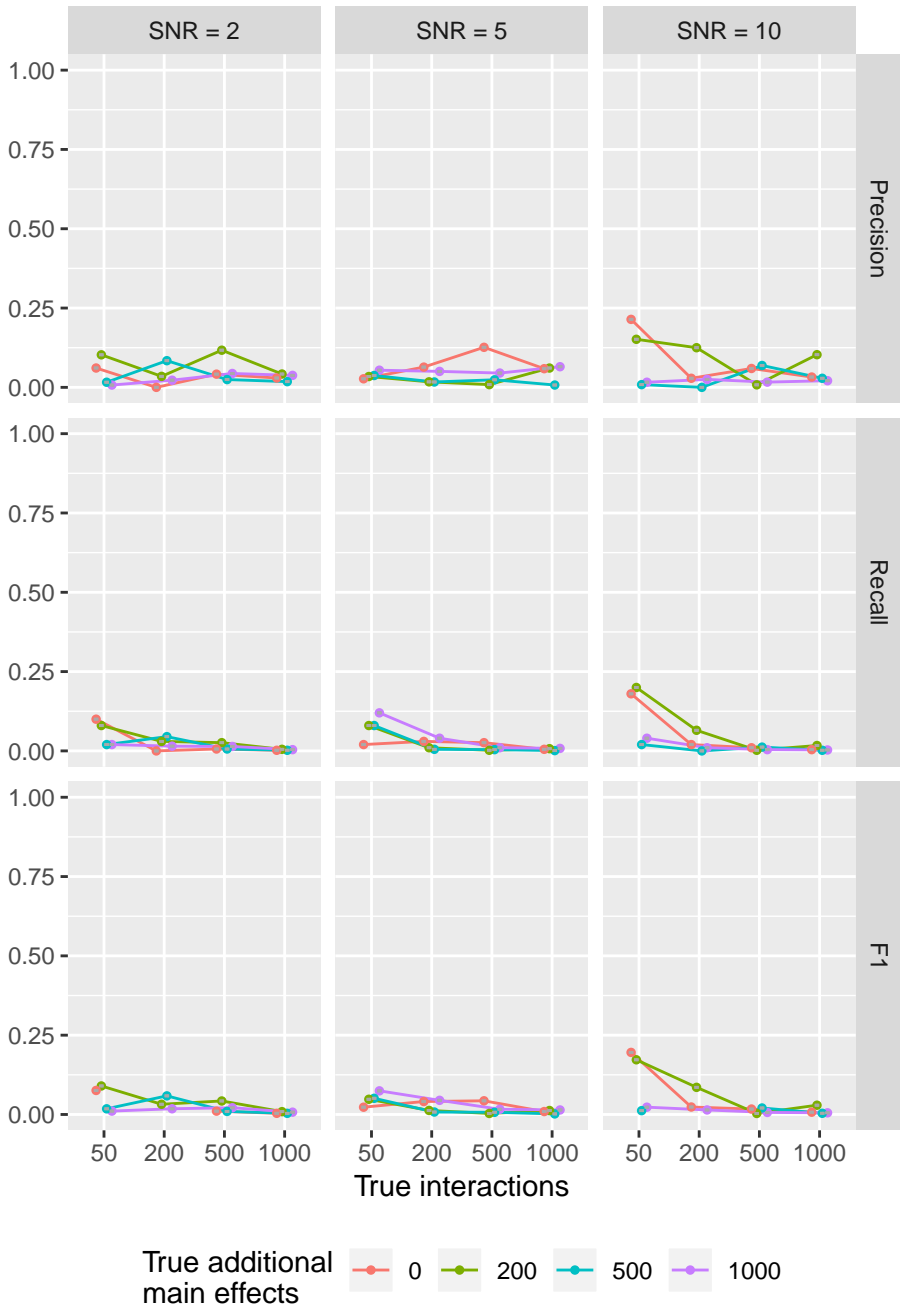 SNR = 2 SNR = 5 SNR = 10
1.00
0.75
0.50
0.25
0.00
Precision
1.00
0.75
0.50
0.25
0.00
Recall
1.00
0.75
0.50
0.25
0.00
F1
50 200 500 1000 50 200 500 1000 50 200 500 1000
True interactions
True additional
main effects
0 200 500 1000